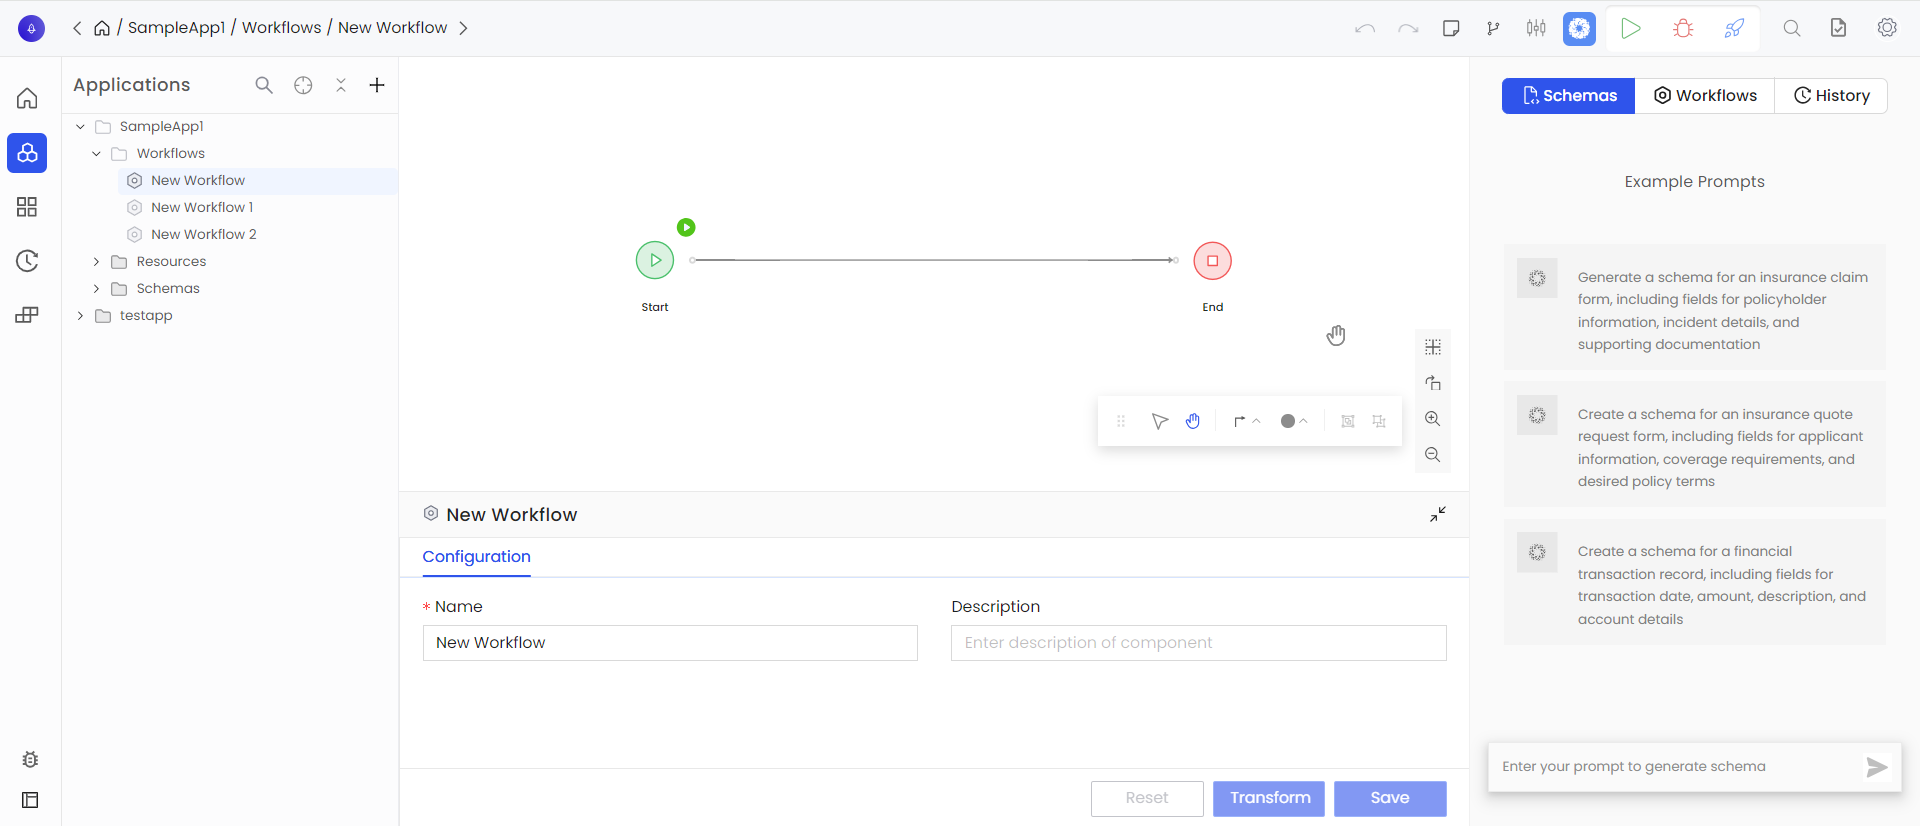 / SampleApp1 / Workflows / New Workflow
Applications
SampleApp1
Workflows
New Workflow
New Workflow 1
New Workflow 2
Resources
Schemas
testapp
Start
End
New Workflow
Configuration
* Name
Description
New Workflow
Enter description of component
Reset
Transform
Save
Schemas
Workflows
History
Example Prompts
Generate a schema for an insurance claim
form, including fields for policyholder
information, incident details, and
supporting documentation
Create a schema for an insurance quote
request form, including fields for applicant
information, coverage requirements, and
desired policy terms
Create a schema for a financial
transaction record, including fields for
transaction date, amount, description, and
account details
Enter your prompt to generate schema